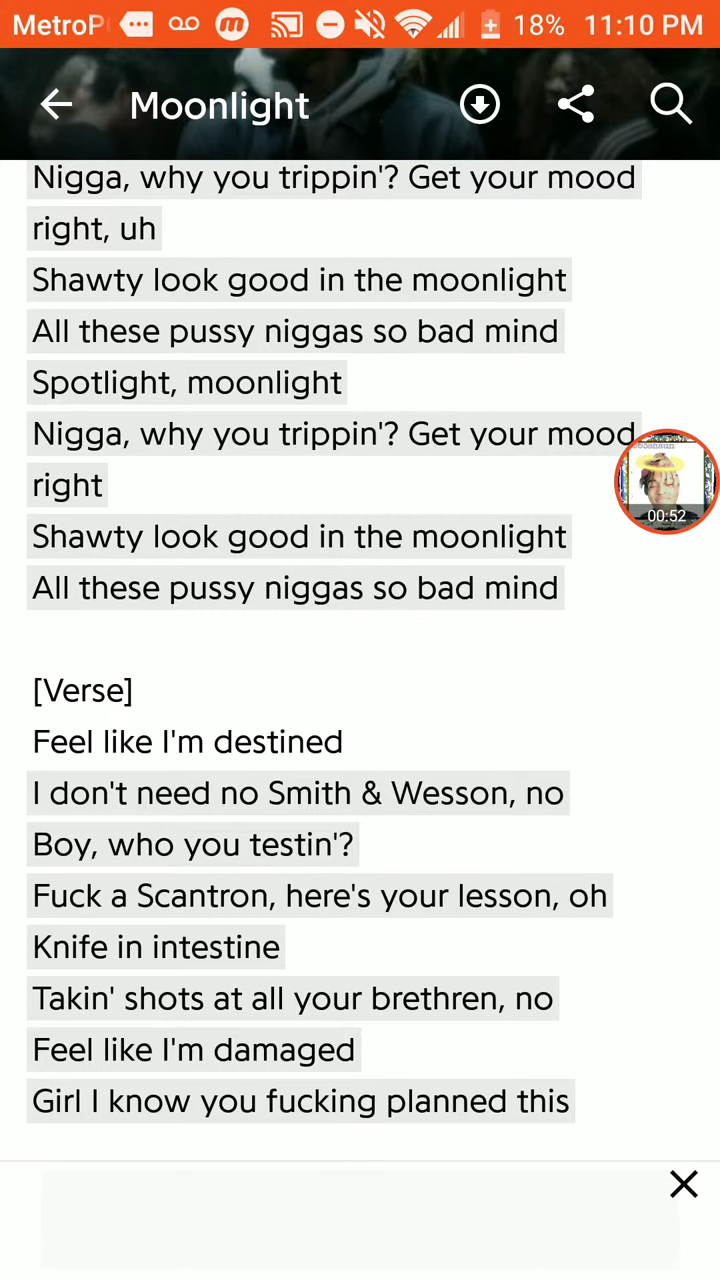 MetroP 18% 11:10 PM
Moonlight
Nigga, why you trippin'? Get your mood
right, uh
Shawty look good in the moonlight
All these pussy niggas so bad mind
Spotlight, moonlight
Nigga, why you trippin'? Get your mood
right
Shawty look good in the moonlight
All these pussy niggas so bad mind
00:52
[Verse]
Feel like I'm destined
I don't need no Smith & Wesson, no
Boy, who you testin'?
Fuck a Scantron, here's your lesson, oh
Knife in intestine
Takin' shots at all your brethren, no
Feel like I'm damaged
Girl I know you fucking planned this